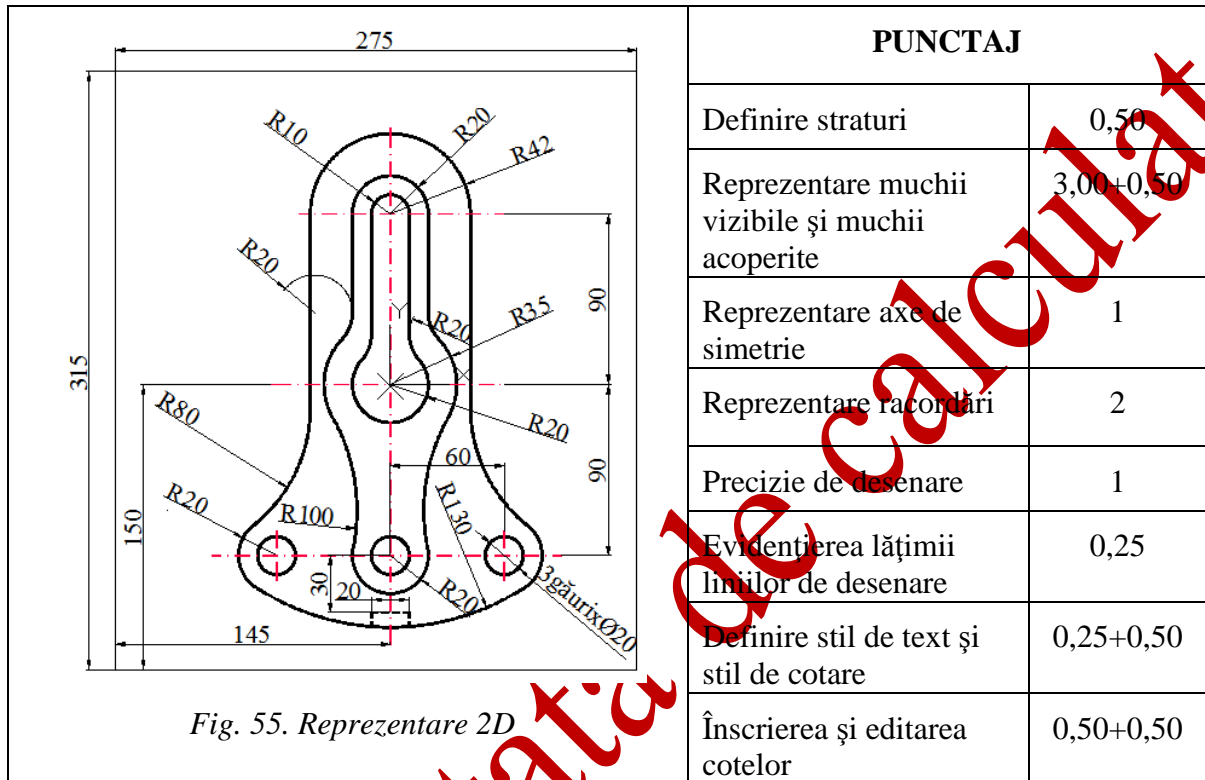 275
PUNCTAJ
R10
R20
R42
R20
R35
R20
90
315
R80
R20
60
R130
90
R20
R100
150
30
20
R20
3găurixØ20
145
X
Y
Fig. 55. Reprezentare 2D
Definire straturi 0,50
Reprezentare muchii 3,00+0,50
vizibile şi muchii
acoperite
Reprezentare axe de 1
simetrie
Reprezentare racordări 2
Precizie de desenare 1
Evidenţierea lăţimii 0,25
liniilor de desenare
Definire stil de text şi 0,25+0,50
stil de cotare
Înscrierea şi editarea 0,50+0,50
cotelor
de calculat